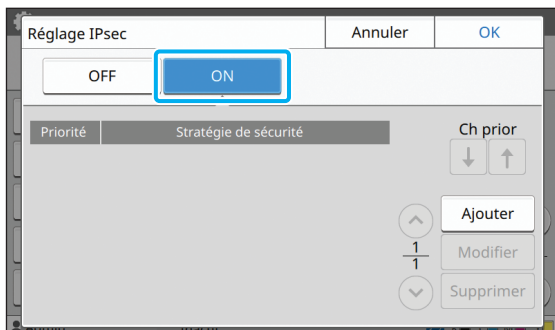 Réglage IPsec
Annuler
OK
OFF
ON
Priorité
Stratégie de sécurité
Ch prior
Ajouter
1
1
Modifier
Supprimer